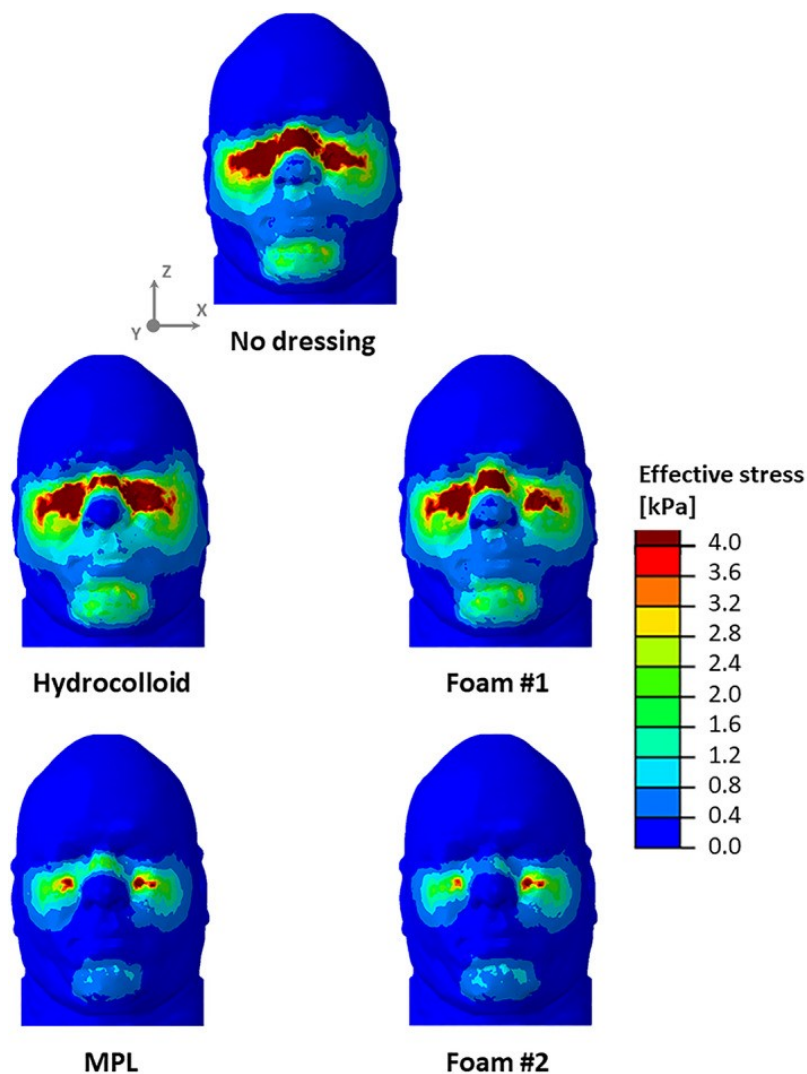 Z
X
Y
No dressing
Hydrocolloid
Foam #1
Effective stress
[kPa]
4.0
3.6
3.2
2.8
2.4
2.0
1.6
1.2
0.8
0.4
0.0
MPL
Foam #2